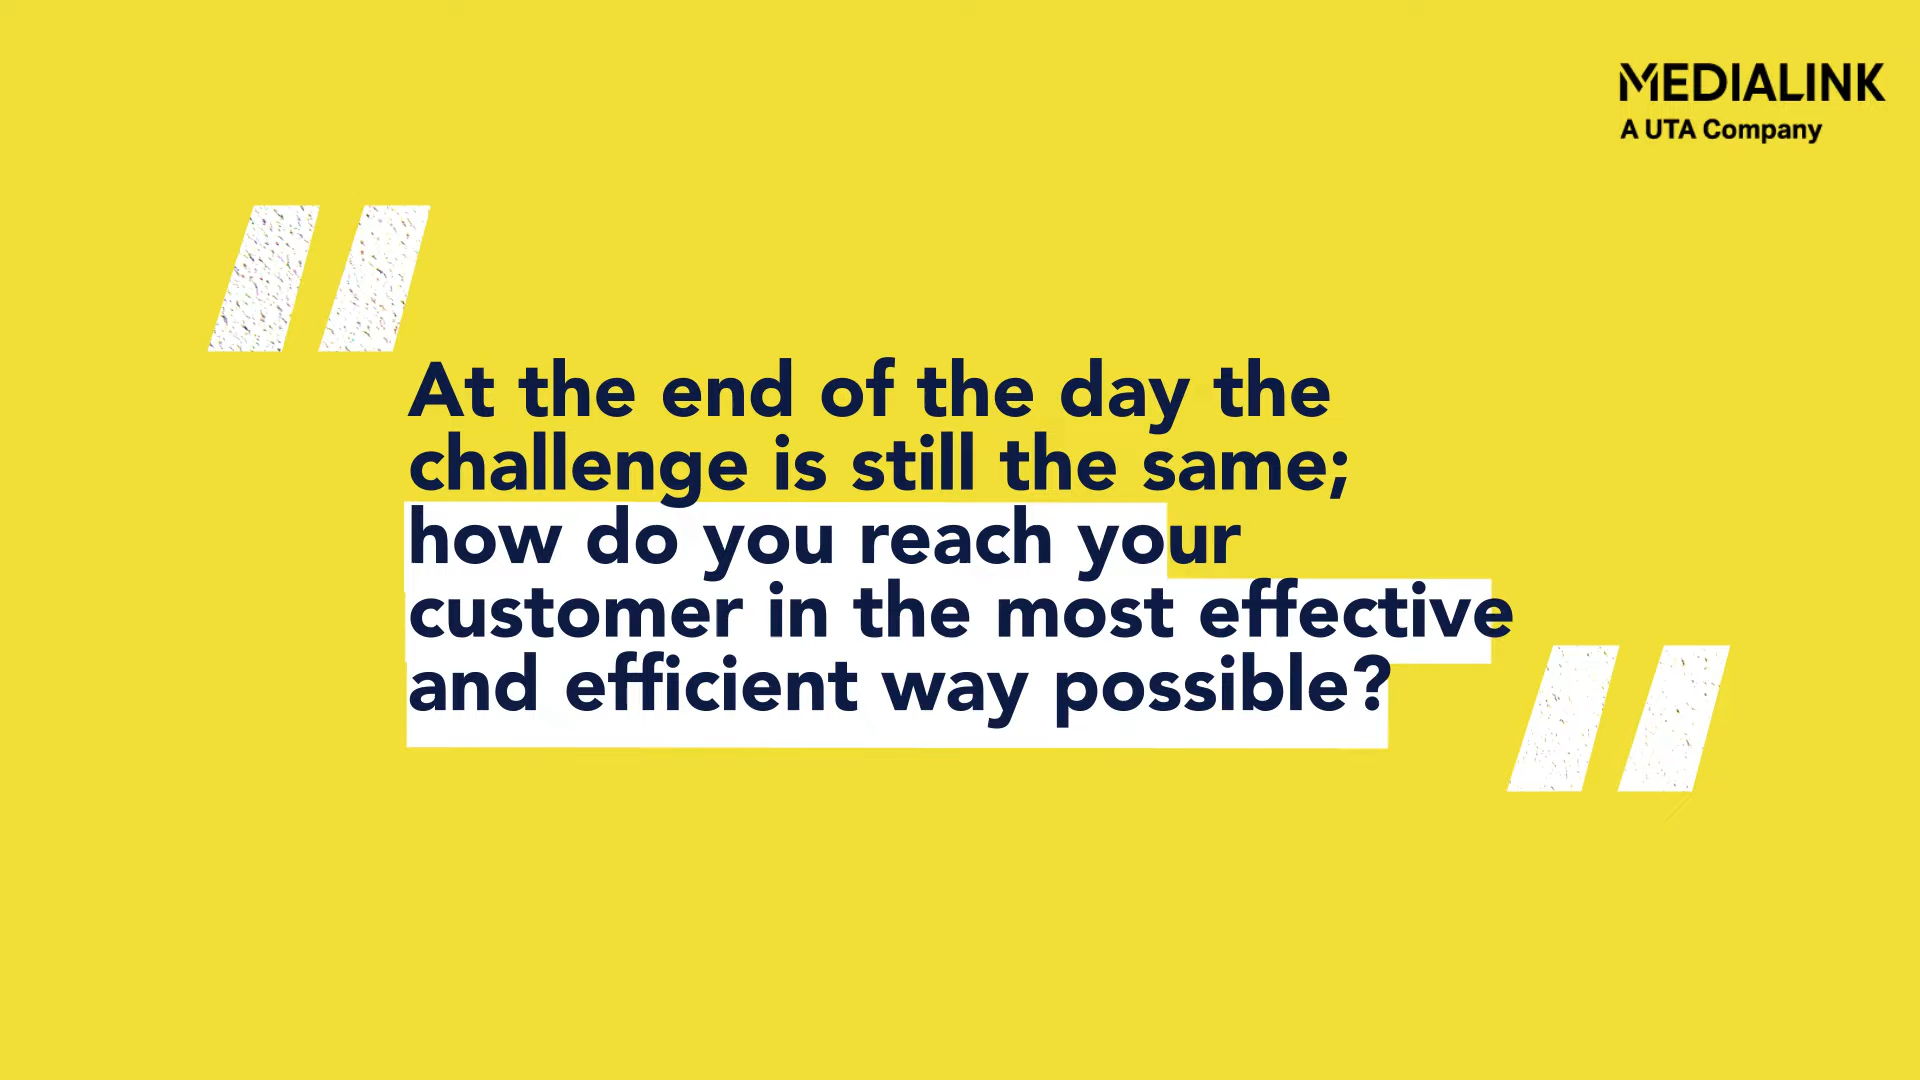 MEDIALINK
A UTA Company
At the end of the day the
challenge is still the same;
how do you reach your
customer in the most effective
and efficient way possible?